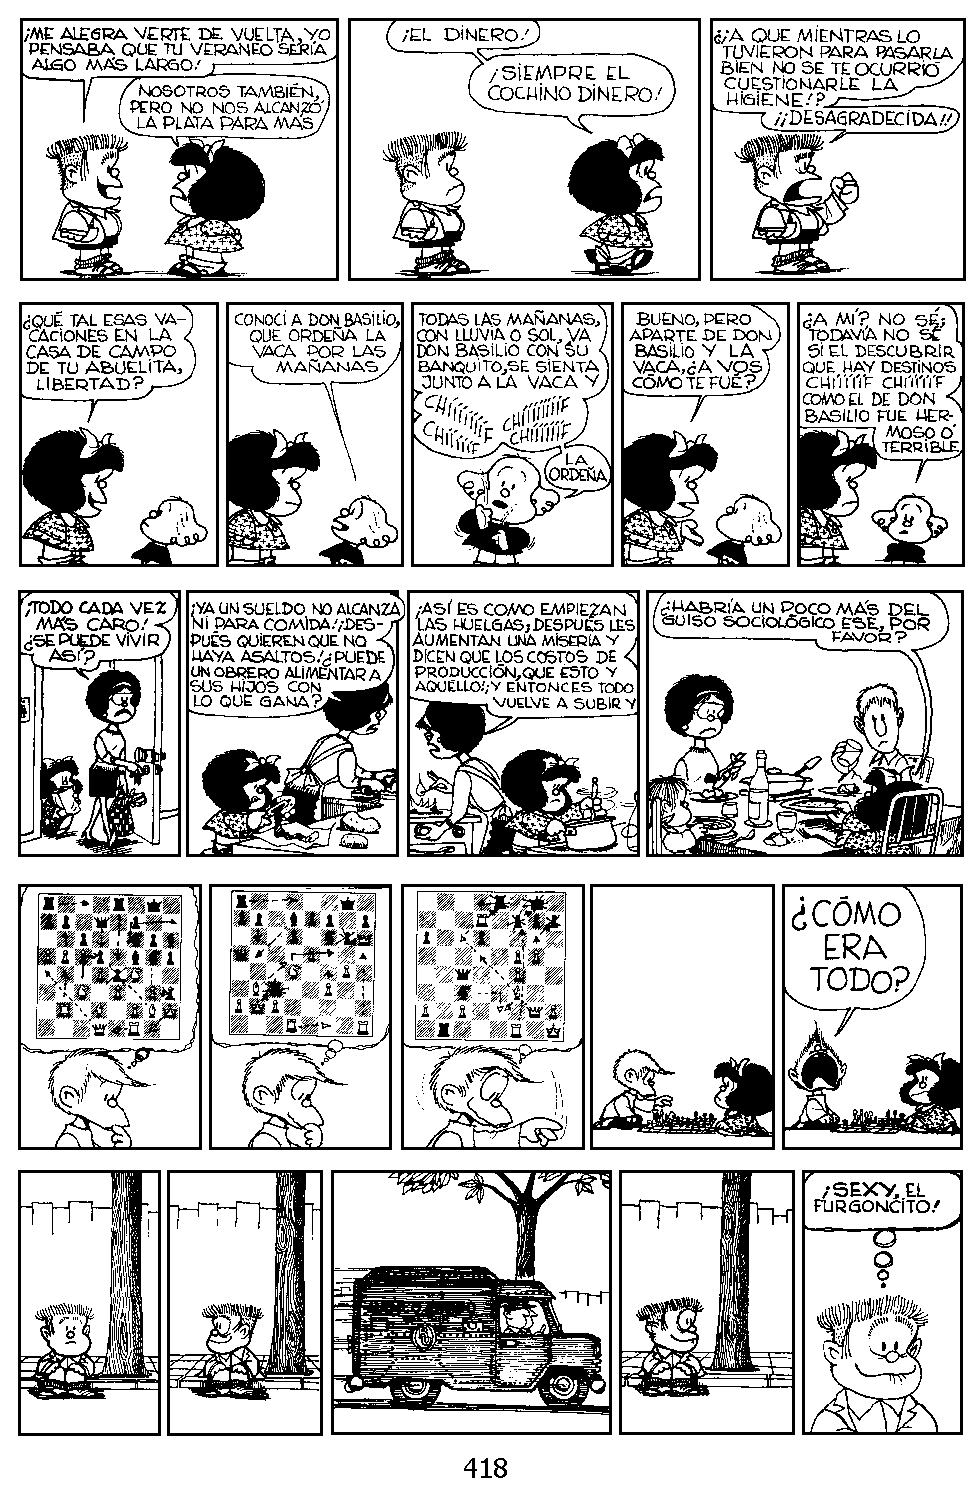 ¡ME ALEGRA VERTE DE VUELTA, YO
PENSABA QUE TU VERANEO SERÍA
ALGO MÁS LARGO!
NOSOTROS TAMBIÉN,
PERO NO NOS ALCANZÓ
LA PLATA PARA MÁS
¡EL DINERO!
¡SIEMPRE EL
COCHINO DINERO!
¿¡A QUE MIENTRAS LO
TUVIERON PARA PASARLA
BIEN NO SE TE OCURRIÓ
CUESTIONARLE LA
HIGIENE!?
¡¡DESAGRADECIDA!!
¿QUÉ TAL ESAS VA-
CACIONES EN LA
CASA DE CAMPO
DE TU ABUELITA,
LIBERTAD?
CONOCÍ A DON BASILIO,
QUE ORDEÑA LA
VACA POR LAS
MAÑANAS
TODAS LAS MAÑANAS,
CON LLUVIA O SOL, VA
DON BASILIO CON SU
BANQUITO, SE SIENTA
JUNTO A LA VACA Y
CHÍÍÍÍÍÍF
CHÍÍÍÍÍÍF CHÍÍÍÍÍÍF
LA
ORDEÑA
BUENO, PERO
APARTE DE DON
BASILIO Y LA
VACA, ¿A VOS
CÓMO TE FUE?
¿A MÍ? NO SÉ;
TODAVÍA NO SÉ
SI EL DESCUBRIR
QUE HAY DESTINOS
CHÍÍÍÍÍF CHÍÍÍÍÍF
COMO EL DE DON
BASILIO FUE HER-
MOSO O
TERRIBLE
¡TODO CADA VEZ
MÁS CARO!
¿SE PUEDE VIVIR
ASÍ?
¡YA UN SUELDO NO ALCANZA
NI PARA COMIDA! ¡DES-
PUÉS QUIEREN QUE NO
HAYA ASALTOS! ¿PUEDE
UN OBRERO ALIMENTAR A
SUS HIJOS CON
LO QUE GANA?
¡ASÍ ES COMO EMPIEZAN
LAS HUELGAS; DESPUÉS LES
AUMENTAN UNA MISERIA Y
DICEN QUE LOS COSTOS DE
PRODUCCIÓN, QUE ESTO Y
AQUELLO! ¡Y ENTONCES TODO
VUELVE A SUBIR Y
¿HABRÍA UN POCO MÁS DEL
GUISO SOCIOLÓGICO ESE, POR
FAVOR?
¿CÓMO
ERA
TODO?
¡SEXY, EL
FURGONCITO!
418